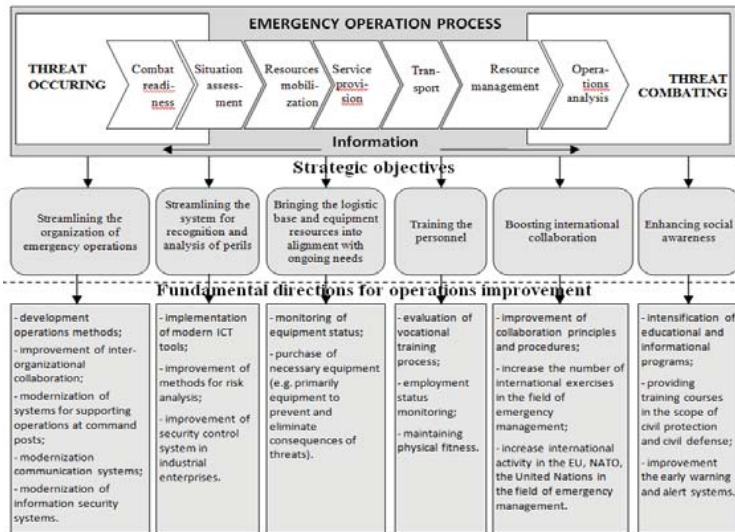 EMERGENCY OPERATION PROCESS
THREAT
OCCURING
Combat
readi-
ness
Situation
assess-
ment
Resources
mobili-
zation
Service
provi-
sion
Tran-
sport
Resource
management
Opera-
tions
analysis
THREAT
COMBATING
Information
Strategic objectives
Streamlining the
organization of
emergency operations
Streamlining the
system for
recognition and
analysis of perils
Bringing the logistic
base and equipment
resources into
alignment with
ongoing needs
Training the
personnel
Boosting international
collaboration
Enhancing social
awareness
Fundamental directions for operations improvement
- development
operations methods;
- improvement of inter-
organizational
collaboration;
- modernization of
systems for supporting
operations at command
posts;
- modernization
communication systems;
- modernization of
information security
systems.
- implementation
of modern ICT
tools;
- improvement of
methods for risk
analysis;
- improvement of
security control
system in
industrial
enterprises.
- monitoring of
equipment status;
- purchase of
necessary equipment
(e.g. primarily
equipment to
prevent and
eliminate
consequences of
threats).
- evaluation of
vocational
training
process;
- employment
status
monitoring;
- maintaining
physical fitness.
- improvement of
collaboration principles
and procedures;
- increase the number of
international exercises
in the field of
emergency
management;
- increase international
activity in the EU, NATO,
the United Nations in
the field of emergency
management.
- intensification of
educational and
informational
programs;
- providing
training courses
in the scope of
civil protection
and civil defense;
- improvement
the early warning
and alert systems.